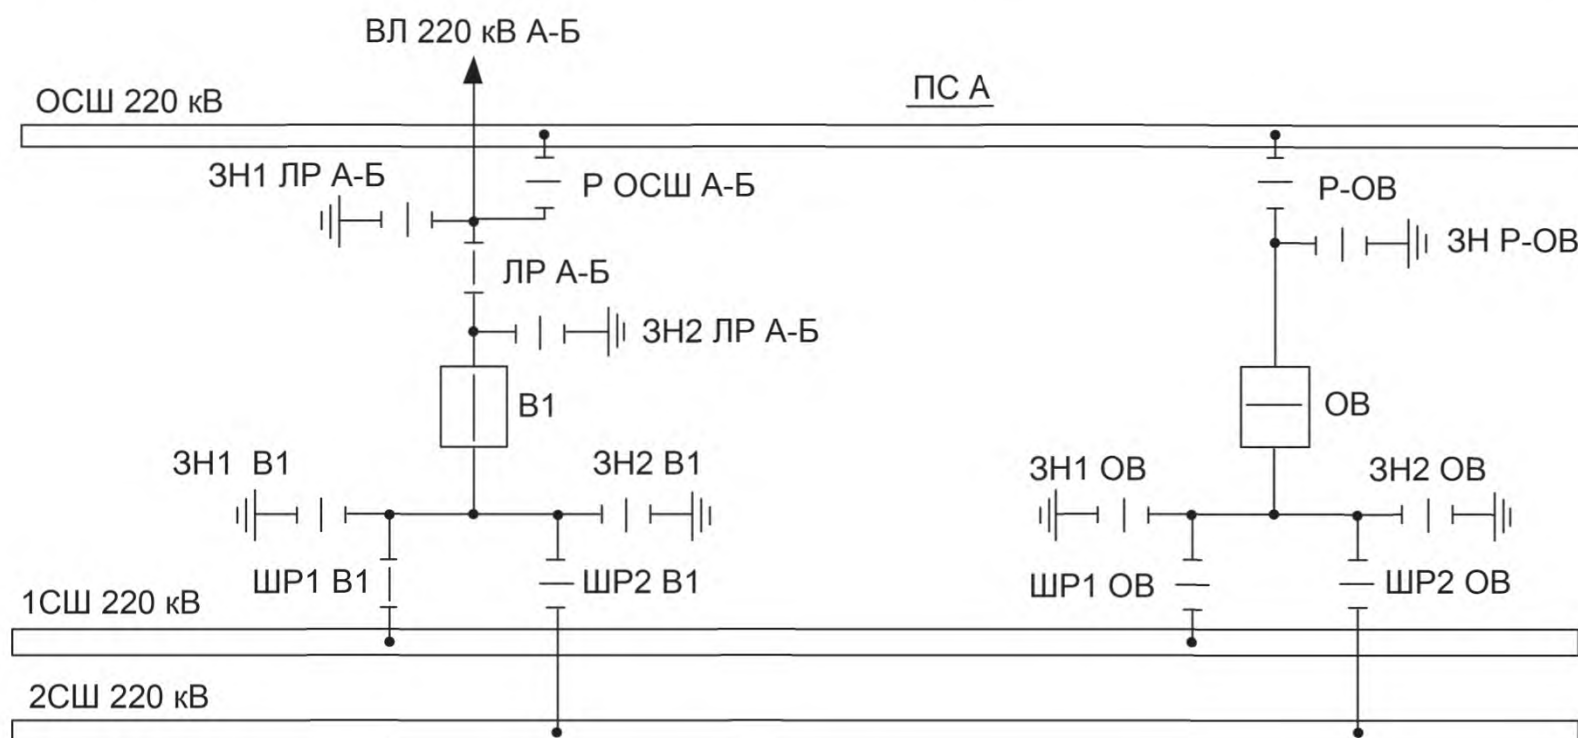 ВЛ 220 кВ А-Б
ОСШ 220 кВ
ПС А
ЗН1 ЛР А-Б
Р ОСШ А-Б
Р-ОВ
ЗН Р-ОВ
ЛР А-Б
ЗН2 ЛР А-Б
В1
ОВ
ЗН1 В1
ЗН2 В1
ЗН1 ОВ
ЗН2 ОВ
ШР1 В1
ШР2 В1
ШР1 ОВ
ШР2 ОВ
1СШ 220 кВ
2СШ 220 кВ